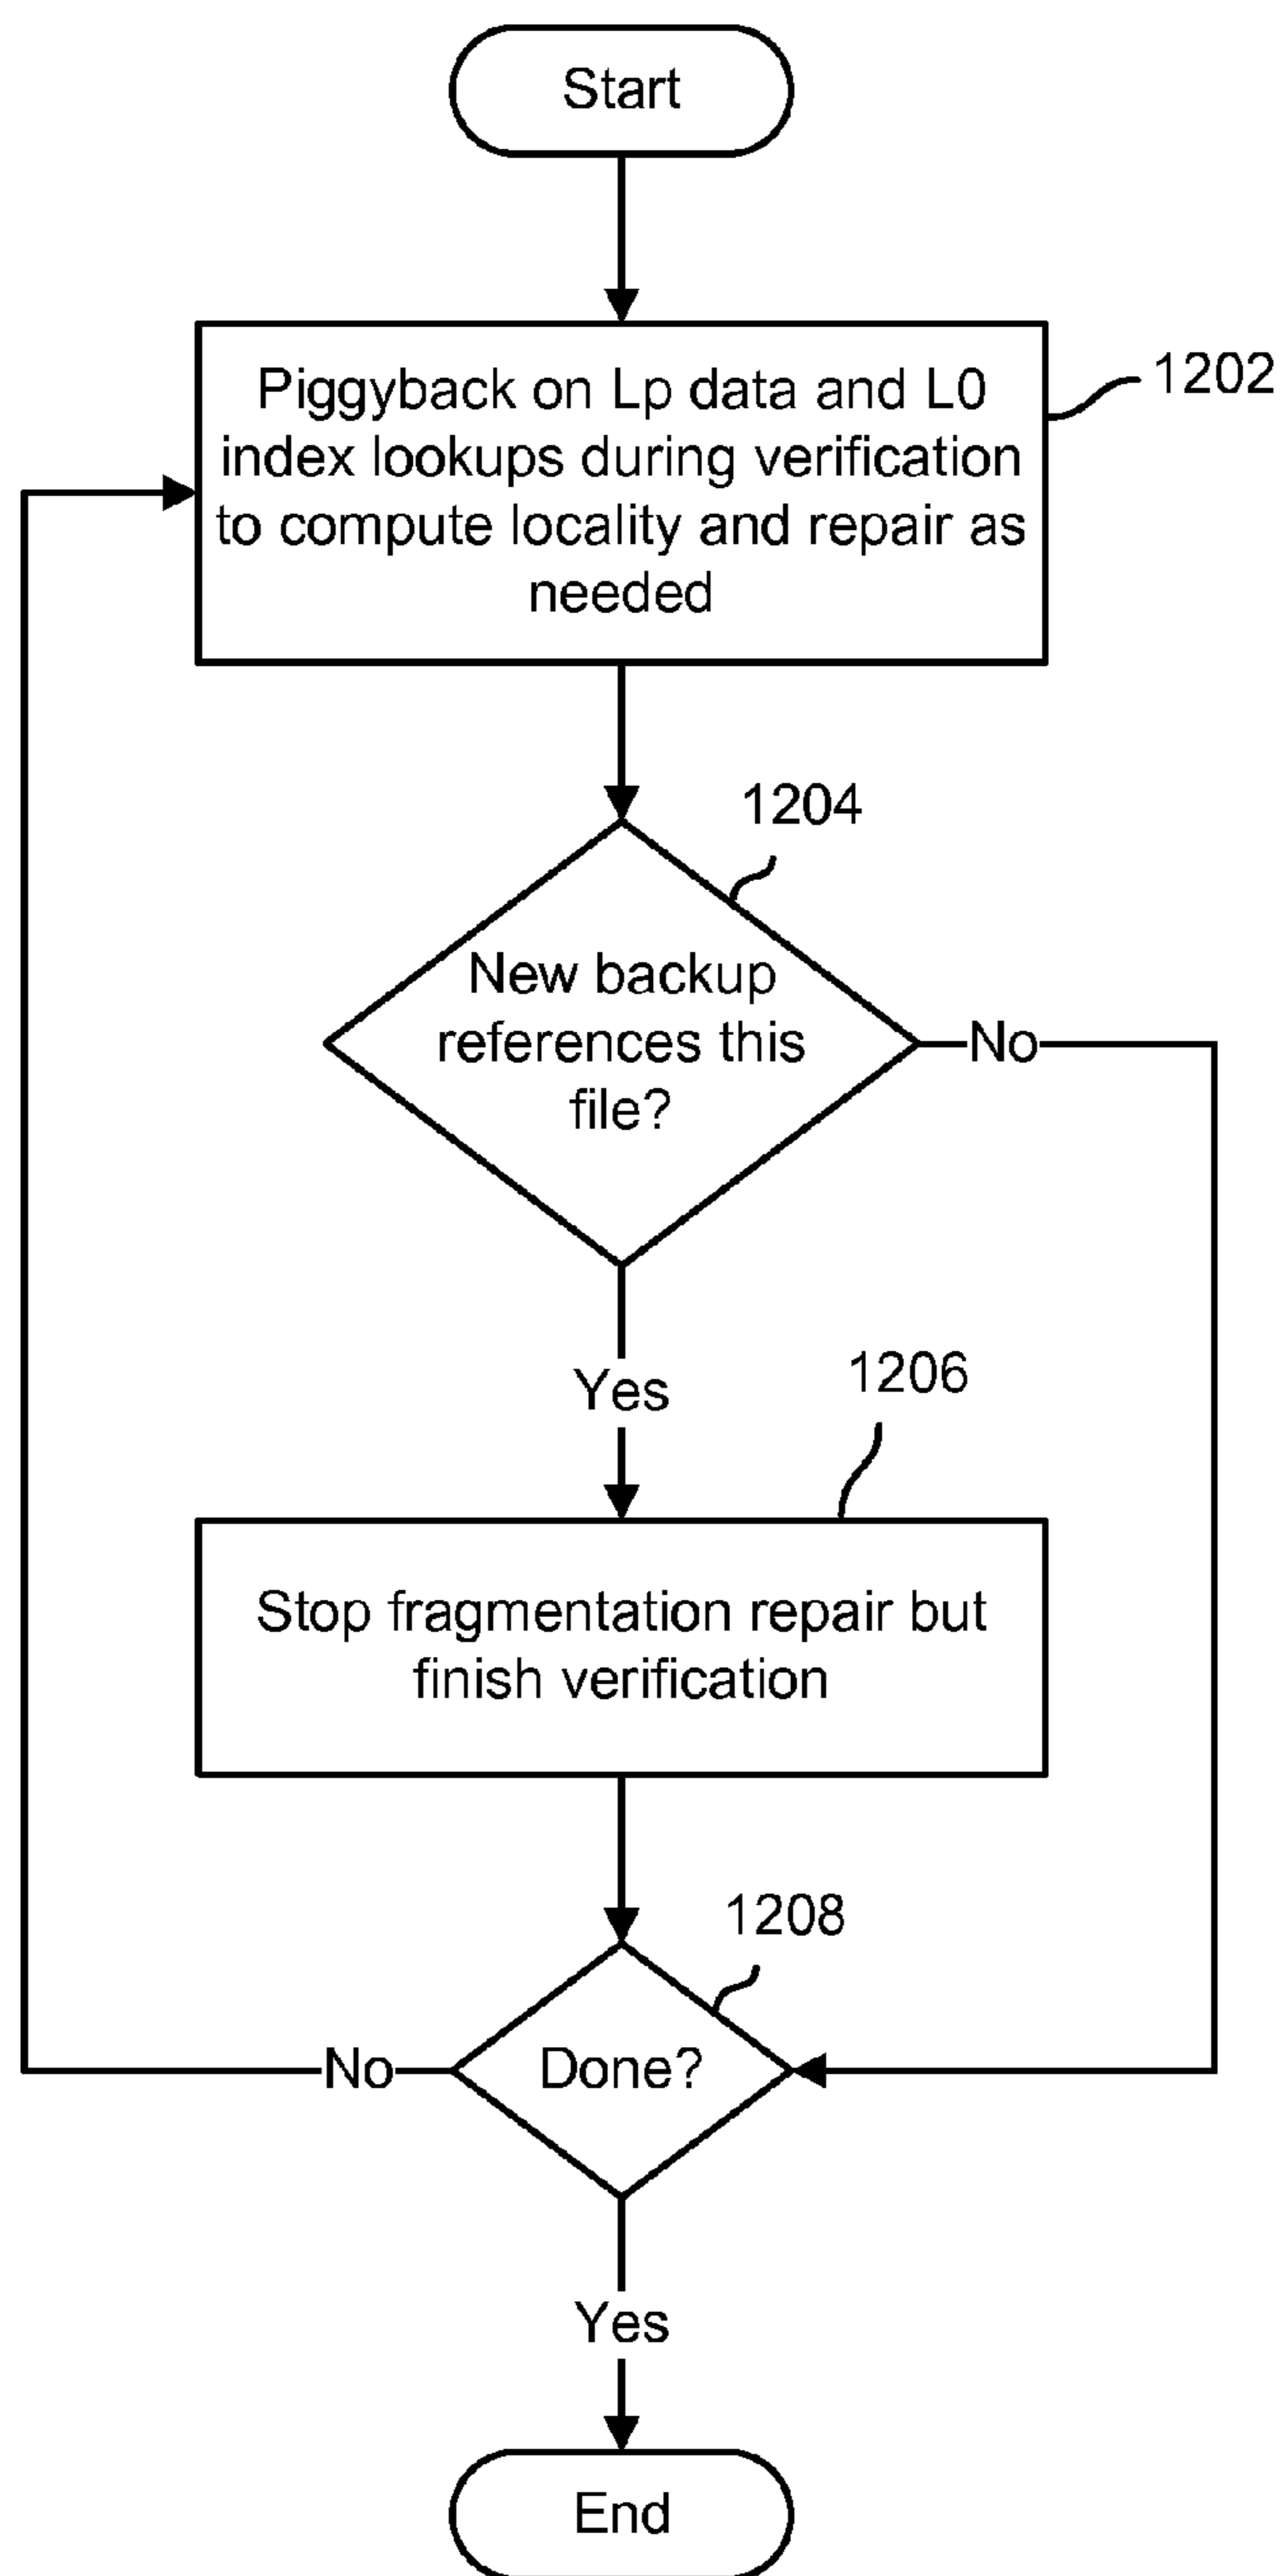 Start
Piggyback on Lp data and L0
index lookups during verification
to compute locality and repair as
needed
1202
1204
New backup
references this
file?
No
Yes
1206
Stop fragmentation repair but
finish verification
1208
Done?
No
Yes
End